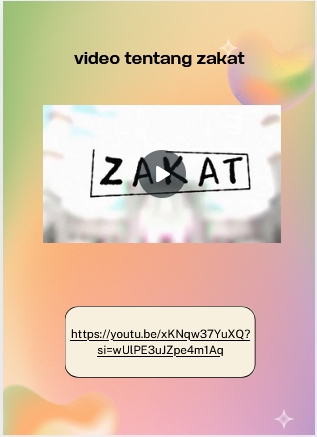 video tentang zakat
ZAKAT
https://youtu.be/xKNqw37YuXQ?
si=wUlPE3uJZpe4m1Aq